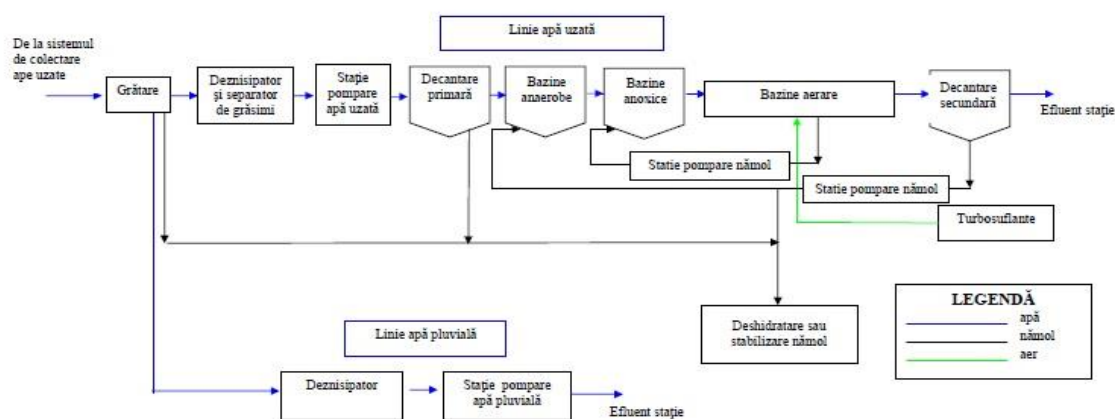 Linie apă uzată
De la sistemul
de colectare
ape uzate
Grătare
Deznisipator
și separator
de grăsimi
Stație
pompare
apă uzată
Decantare
primară
Bazine
anaerobe
Bazine
anoxice
Bazine aerare
Decantare
secundară
Efluent stație
Statie pompare nămol
Statie pompare nămol
Turbosuflante
Deshidratare sau
stabilizare nămol
LEGENDĂ
apă
nămol
aer
Linie apă pluvială
Deznisipator
Stație pompare
apă pluvială
Efluent stație